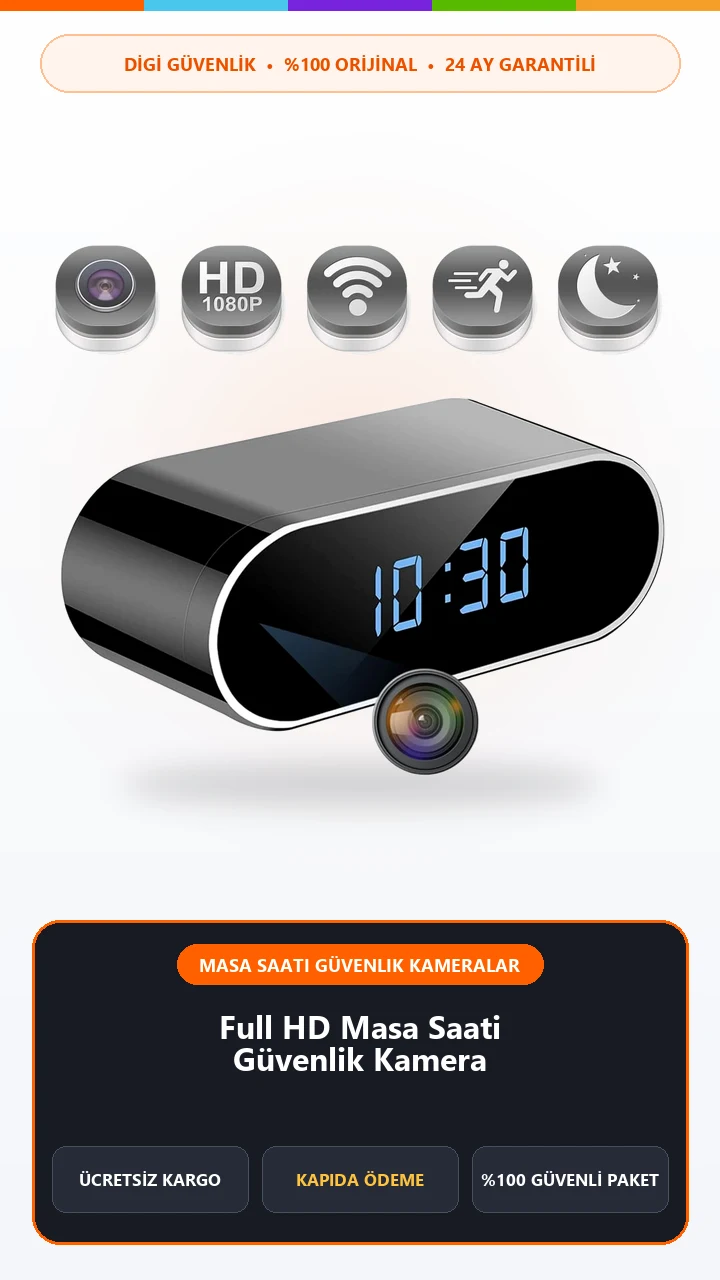 DİGİ GÜVENLİK • %100 ORİJİNAL • 24 AY GARANTİLİ
HD
1080P
10:30
MASA SAATI GÜVENLIK KAMERALAR
Full HD Masa Saati
Güvenlik Kamera
ÜCRETSİZ KARGO
KAPIDA ÖDEME
%100 GÜVENLİ PAKET